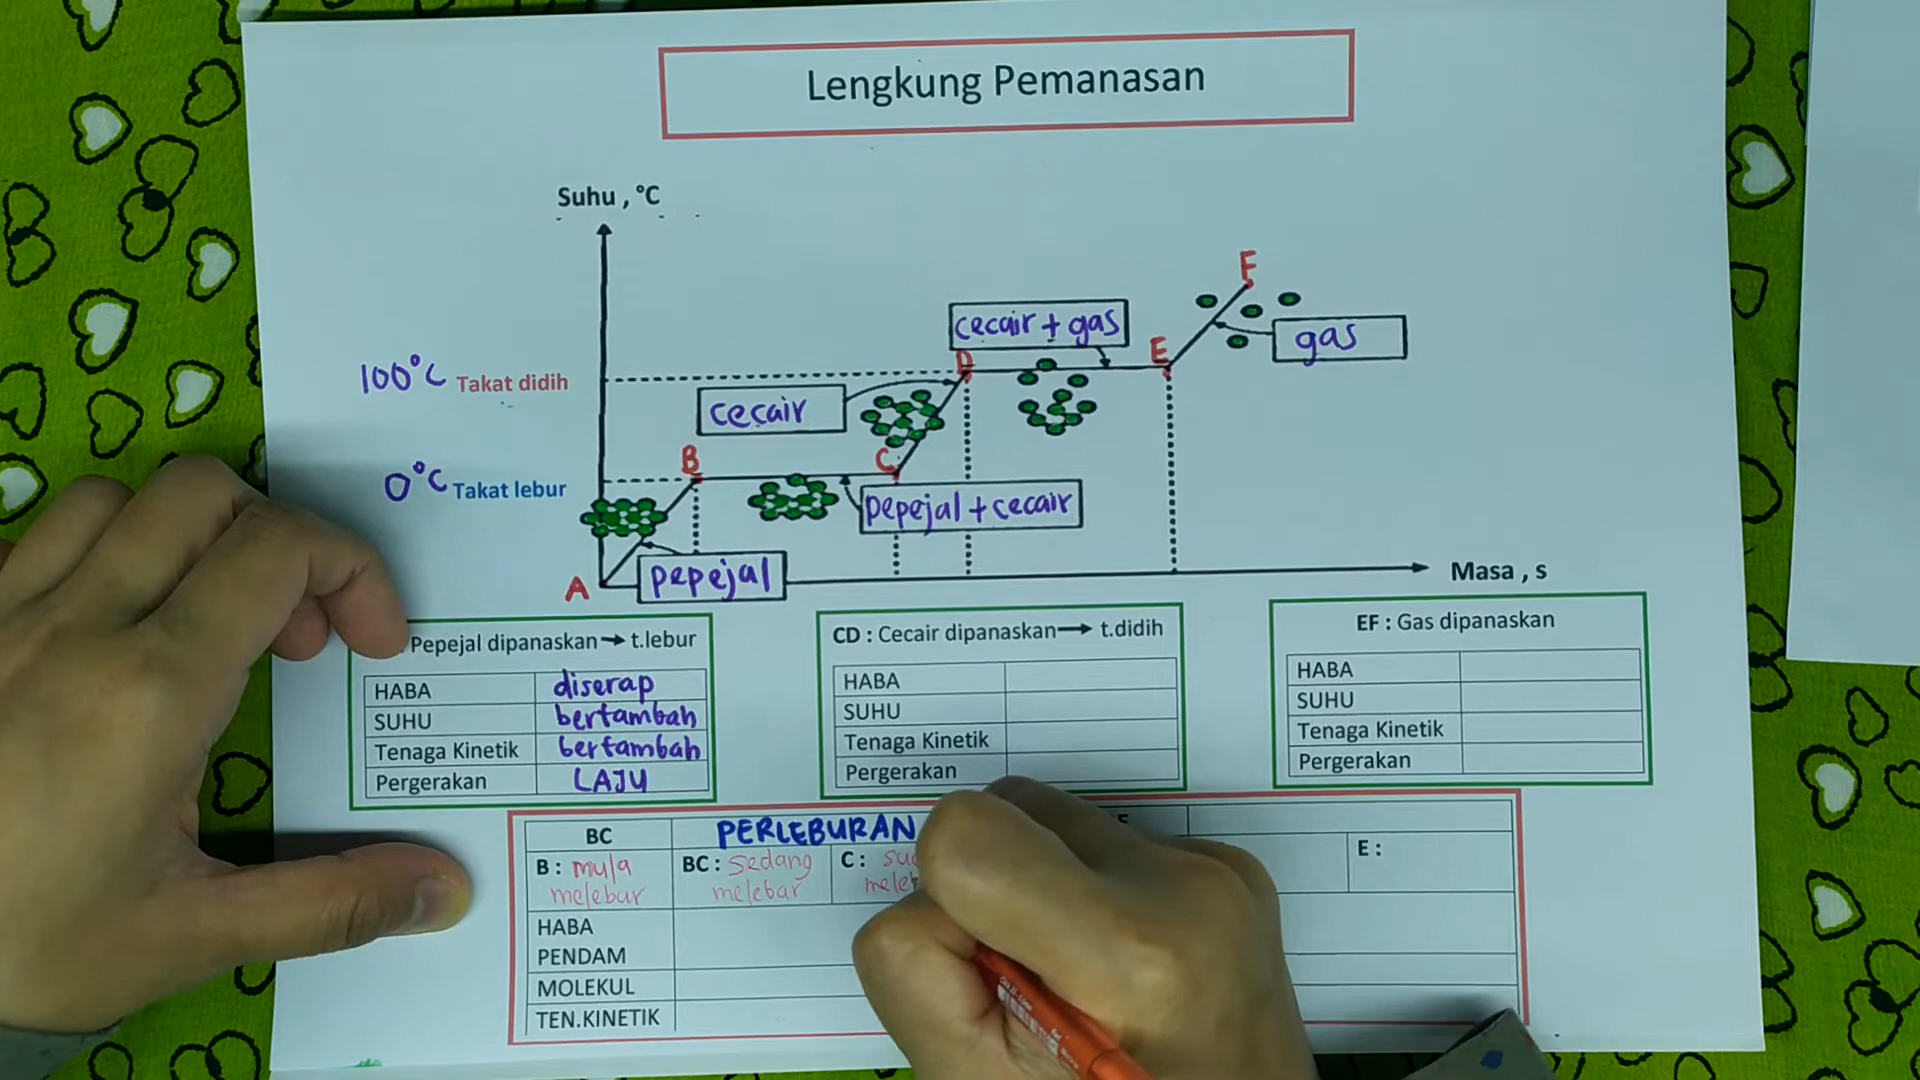 Lengkung Pemanasan
Suhu , °C
F
cecair + gas
gas
E
D
100°C Takat didih
cecair
B
C
0°C Takat lebur
pepejal + cecair
pepejal
A
Masa , s
Pepejal dipanaskan → t.lebur
HABA diserap
SUHU bertambah
Tenaga Kinetik bertambah
Pergerakan LAJU
CD : Cecair dipanaskan → t.didih
HABA
SUHU
Tenaga Kinetik
Pergerakan
EF : Gas dipanaskan
HABA
SUHU
Tenaga Kinetik
Pergerakan
BC PERLEBURAN
B : mula
melebur
BC : sedang
melebar
C :
E :
HABA
PENDAM
MOLEKUL
TEN.KINETIK